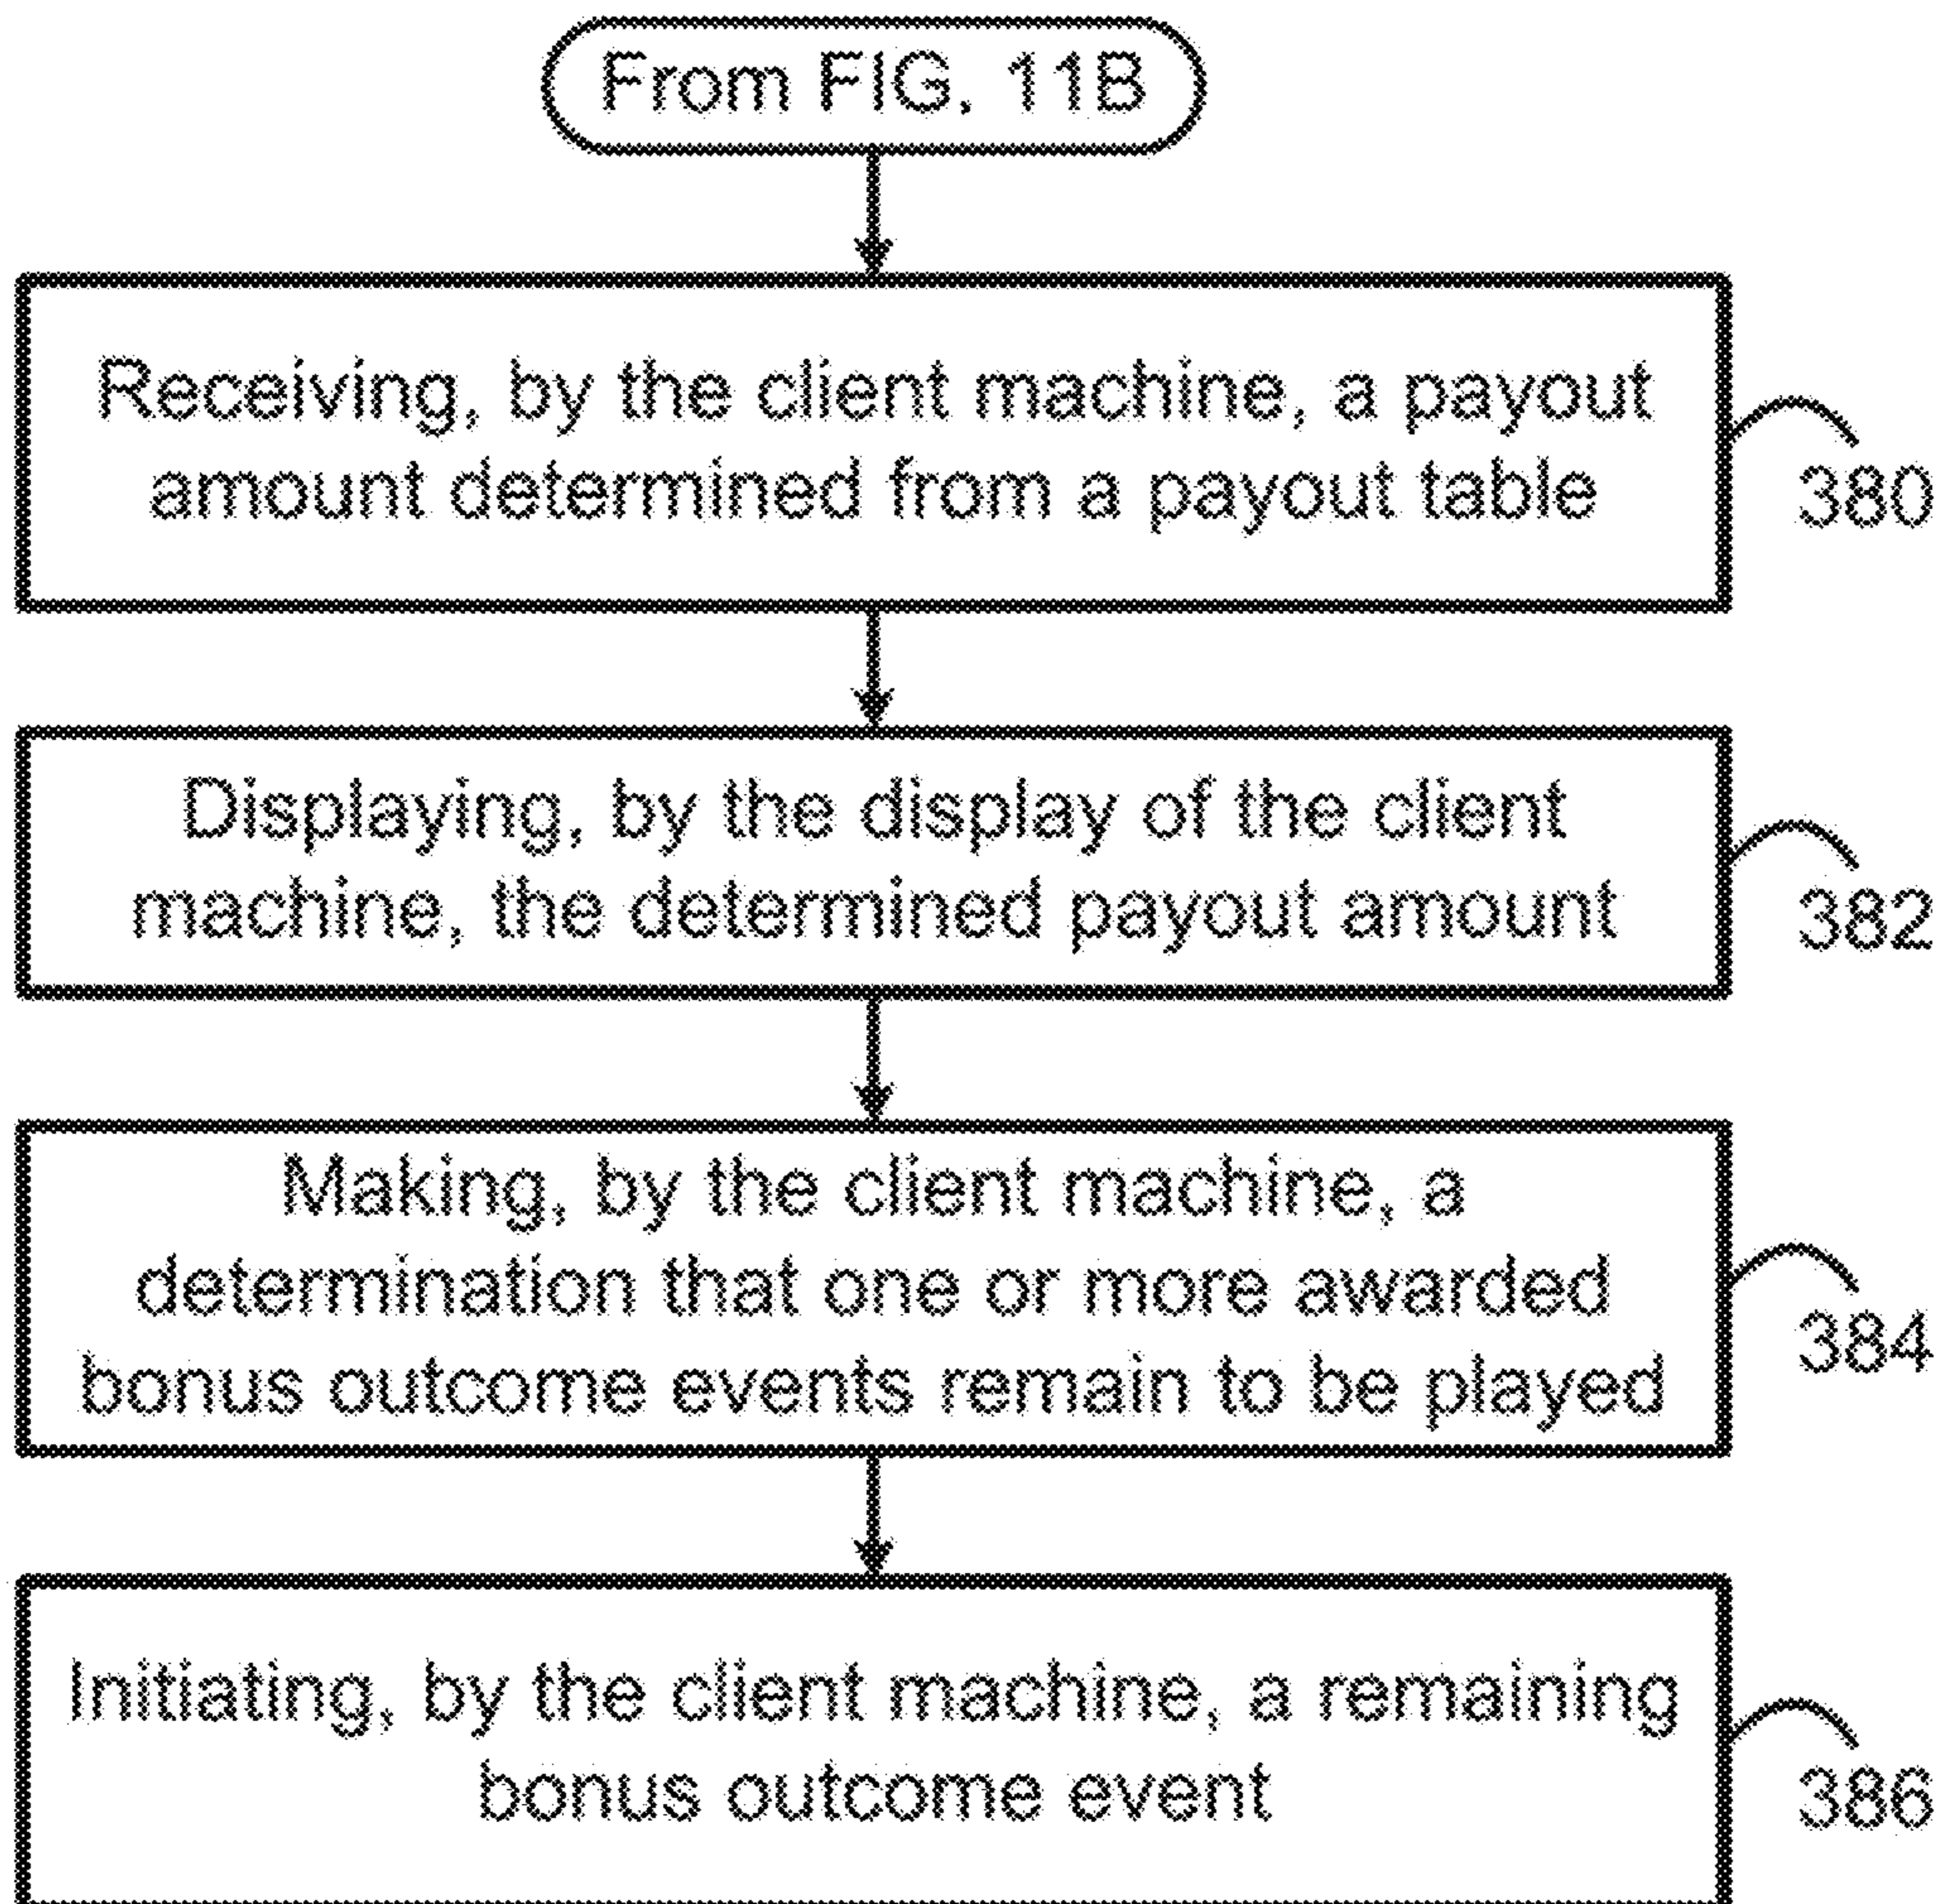 From FIG. 11B
Receiving, by the client machine, a payout
amount determined from a payout table
380
Displaying, by the display of the client
machine, the determined payout amount
382
Making, by the client machine, a
determination that one or more awarded
bonus outcome events remain to be played
384
Initiating, by the client machine, a remaining
bonus outcome event
386